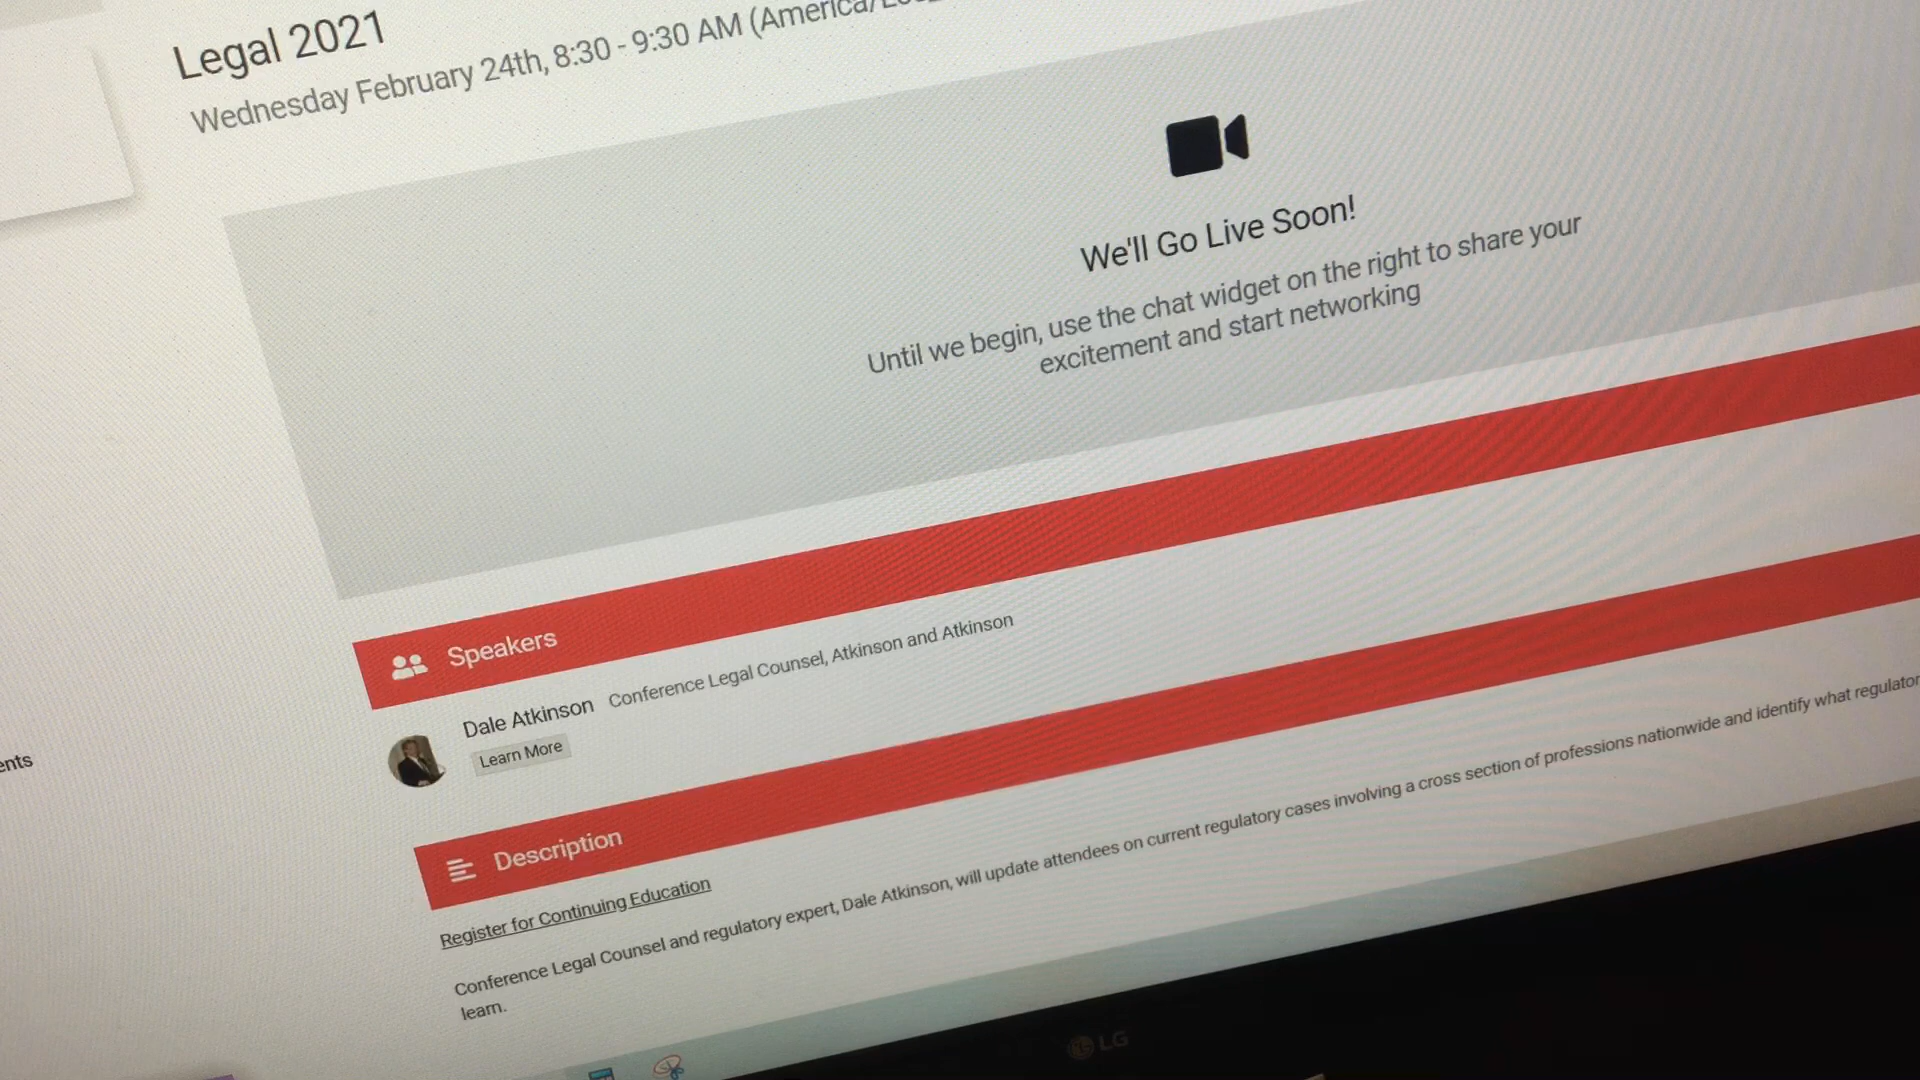 Legal 2021
Wednesday February 24th, 8:30 - 9:30 AM (America/
We'll Go Live Soon!
Until we begin, use the chat widget on the right to share your
excitement and start networking
Speakers
Dale Atkinson Conference Legal Counsel, Atkinson and Atkinson
Learn More
Description
Register for Continuing Education
Conference Legal Counsel and regulatory expert, Dale Atkinson, will update attendees on current regulatory cases involving a cross section of professions nationwide and identify what regulator
learn.
ents
LG